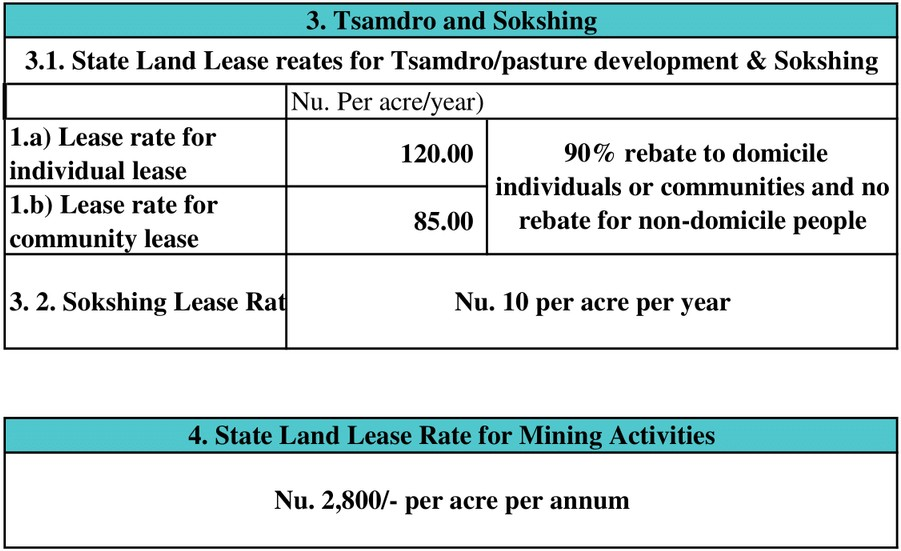 3. Tsamdro and Sokshing
3.1. State Land Lease reates for Tsamdro/pasture development & Sokshing
Nu. Per acre/year)
1.a) Lease rate for
individual lease
120.00
1.b) Lease rate for
community lease
85.00
90% rebate to domicile
individuals or communities and no
rebate for non-domicile people
3. 2. Sokshing Lease Rat
Nu. 10 per acre per year
4. State Land Lease Rate for Mining Activities
Nu. 2,800/- per acre per annum